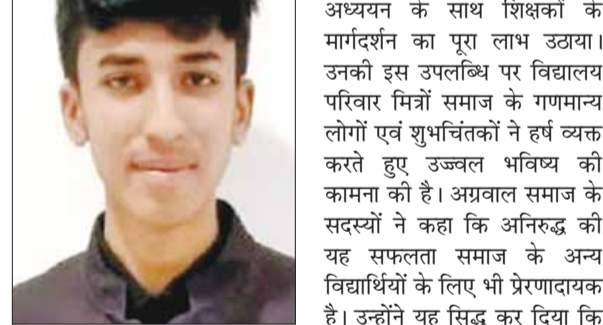 अध्ययन के साथ शिक्षकों के
मार्गदर्शन का पूरा लाभ उठाया।
उनकी इस उपलब्धि पर विद्यालय
परिवार मित्रों समाज के गणमान्य
लोगों एवं शुभचिंतकों ने हर्ष व्यक्त
करते हुए उज्ज्वल भविष्य की
कामना की है। अग्रवाल समाज के
सदस्यों ने कहा कि अनिरुद्ध की
यह सफलता समाज के अन्य
विद्यार्थियों के लिए भी प्रेरणादायक
है। उन्होंने यह सिद्ध कर दिया कि